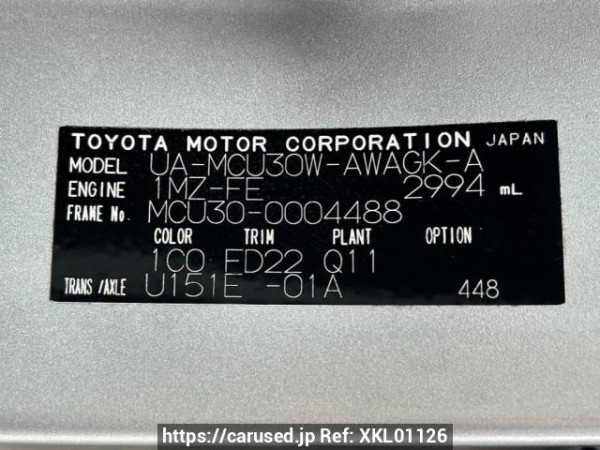 TOYOTA MOTOR CORPORATION JAPAN
MODEL UA-MCU30W-AWAGK-A
ENGINE 1MZ-FE 2994 mL
FRAME No. MCU30-0004488
COLOR TRIM PLANT OPTION
1C0 FD22 Q11
TRANS/AXLE U151E -01A 448
https://carused.jp Ref: XKL01126